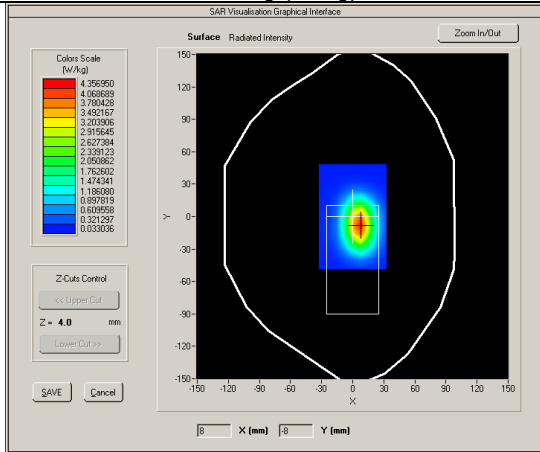 SAR Visualisation Graphical Interface
Surface Radiated Intensity
Zoom In/Out
Colors Scale
(W/kg)
4.356950
4.068689
3.780428
3.492167
3.203906
2.915645
2.627384
2.339123
2.050862
1.762602
1.474341
1.186080
0.897819
0.609558
0.321297
0.033036
Z-Cuts Control
<< Upper Cut
Z = 4.0 mm
Lower Cut >>
SAVE Cancel
150-
120-
90-
60-
30-
0-
-30-
-60-
-90-
-120-
-150-
Y
-150 -120 -90 -60 -30 0 30 60 90 120 150
X
8 X (mm) -8 Y (mm)